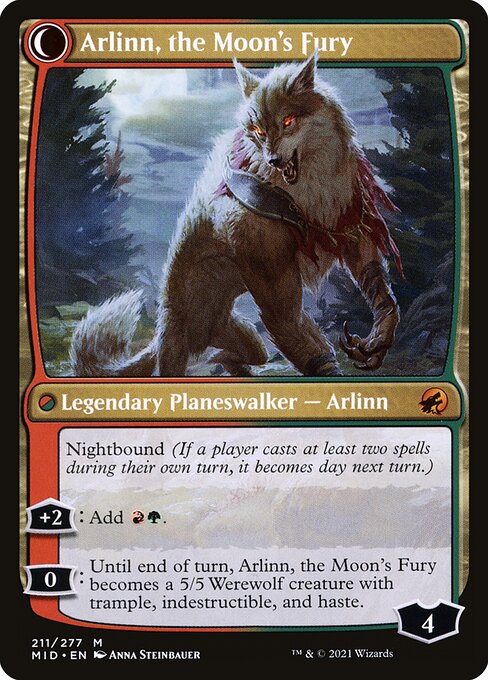 Arlinn, the Moon's Fury
Legendary Planeswalker — Arlinn
Nightbound (If a player casts at least two spells
during their own turn, it becomes day next turn.)
+2 : Add .
0 : Until end of turn, Arlinn, the Moon's Fury
becomes a 5/5 Werewolf creature with
trample, indestructible, and haste.
4
211/277 M
MID • EN Anna Steinbauer
™ & © 2021 Wizards